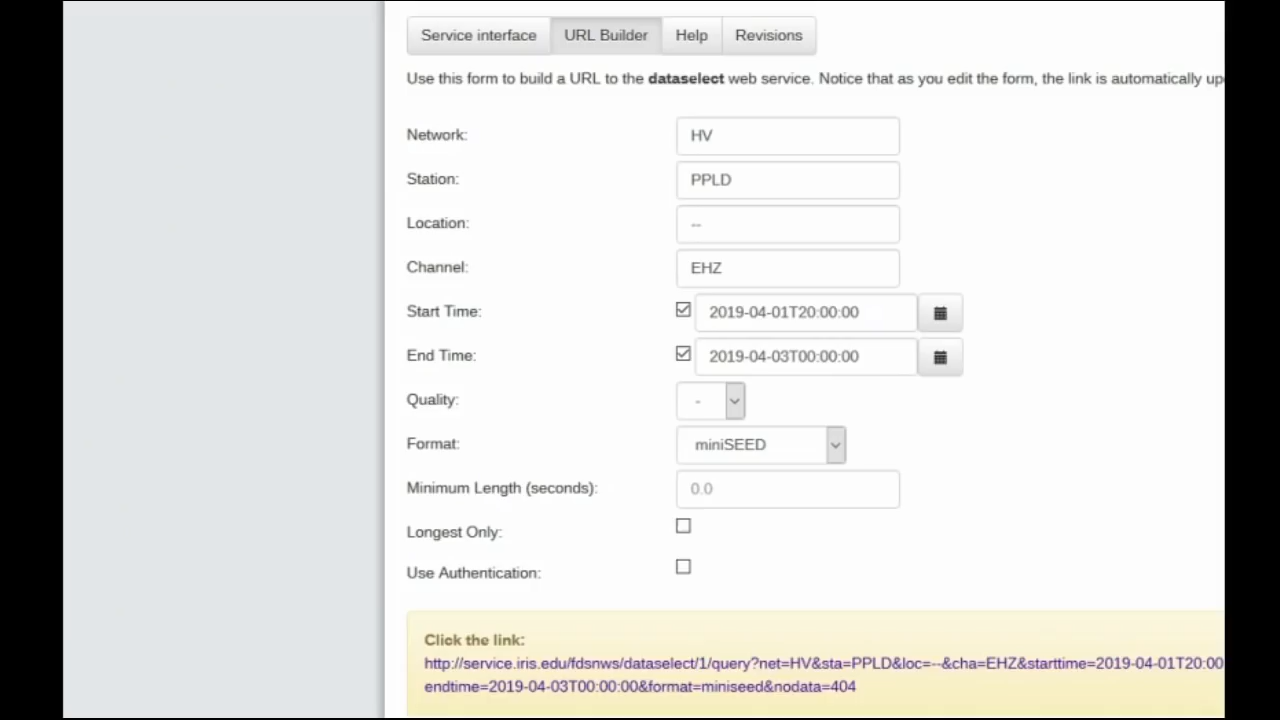 Service interface URL Builder Help Revisions
Use this form to build a URL to the dataselect web service. Notice that as you edit the form, the link is automatically up
Network: HV
Station: PPLD
Location: --
Channel: EHZ
Start Time: 2019-04-01T20:00:00
End Time: 2019-04-03T00:00:00
Quality: -
Format: miniSEED
Minimum Length (seconds): 0.0
Longest Only:
Use Authentication:
Click the link:
http://service.iris.edu/fdsnws/dataselect/1/query?net=HV&sta=PPLD&loc=--&cha=EHZ&starttime=2019-04-01T20:00
endtime=2019-04-03T00:00:00&format=miniseed&nodata=404